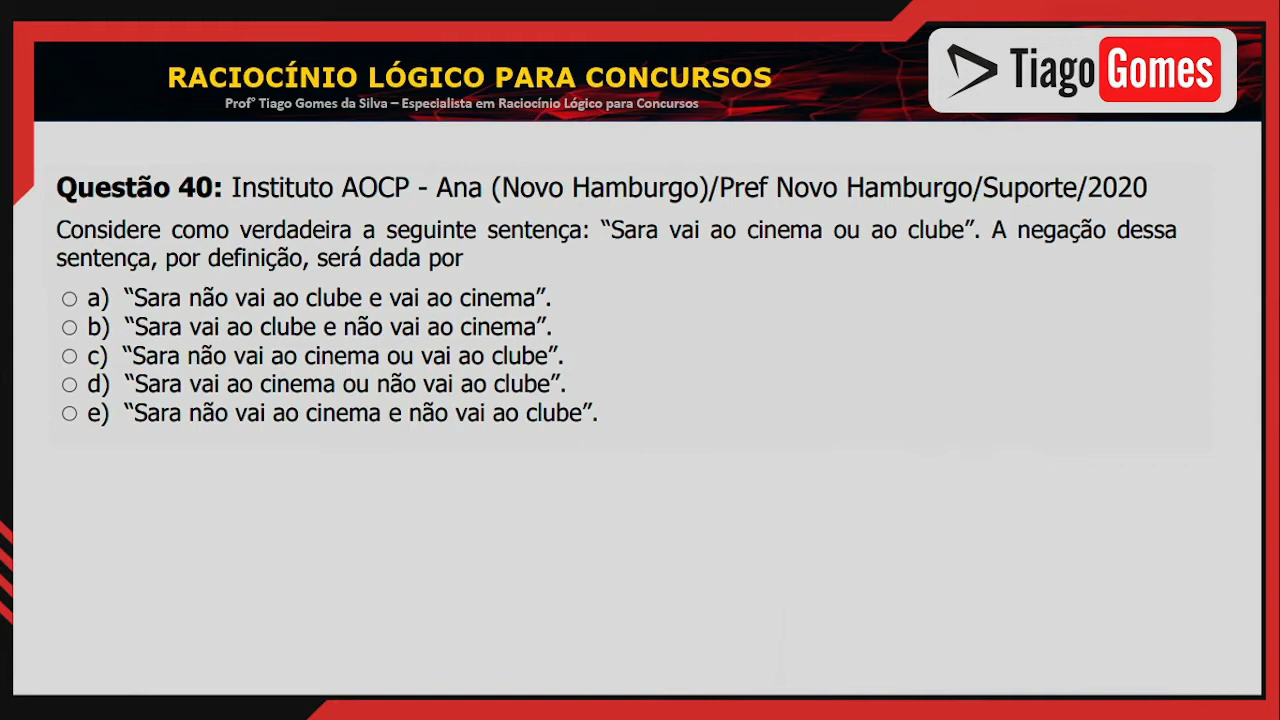 RACIOCÍNIO LÓGICO PARA CONCURSOS
Prof° Tiago Gomes da Silva – Especialista em Raciocínio Lógico para Concursos
Tiago Gomes
Questão 40: Instituto AOCP - Ana (Novo Hamburgo)/Pref Novo Hamburgo/Suporte/2020
Considere como verdadeira a seguinte sentença: “Sara vai ao cinema ou ao clube”. A negação dessa
sentença, por definição, será dada por
a) “Sara não vai ao clube e vai ao cinema”.
b) “Sara vai ao clube e não vai ao cinema”.
c) “Sara não vai ao cinema ou vai ao clube”.
d) “Sara vai ao cinema ou não vai ao clube”.
e) “Sara não vai ao cinema e não vai ao clube”.